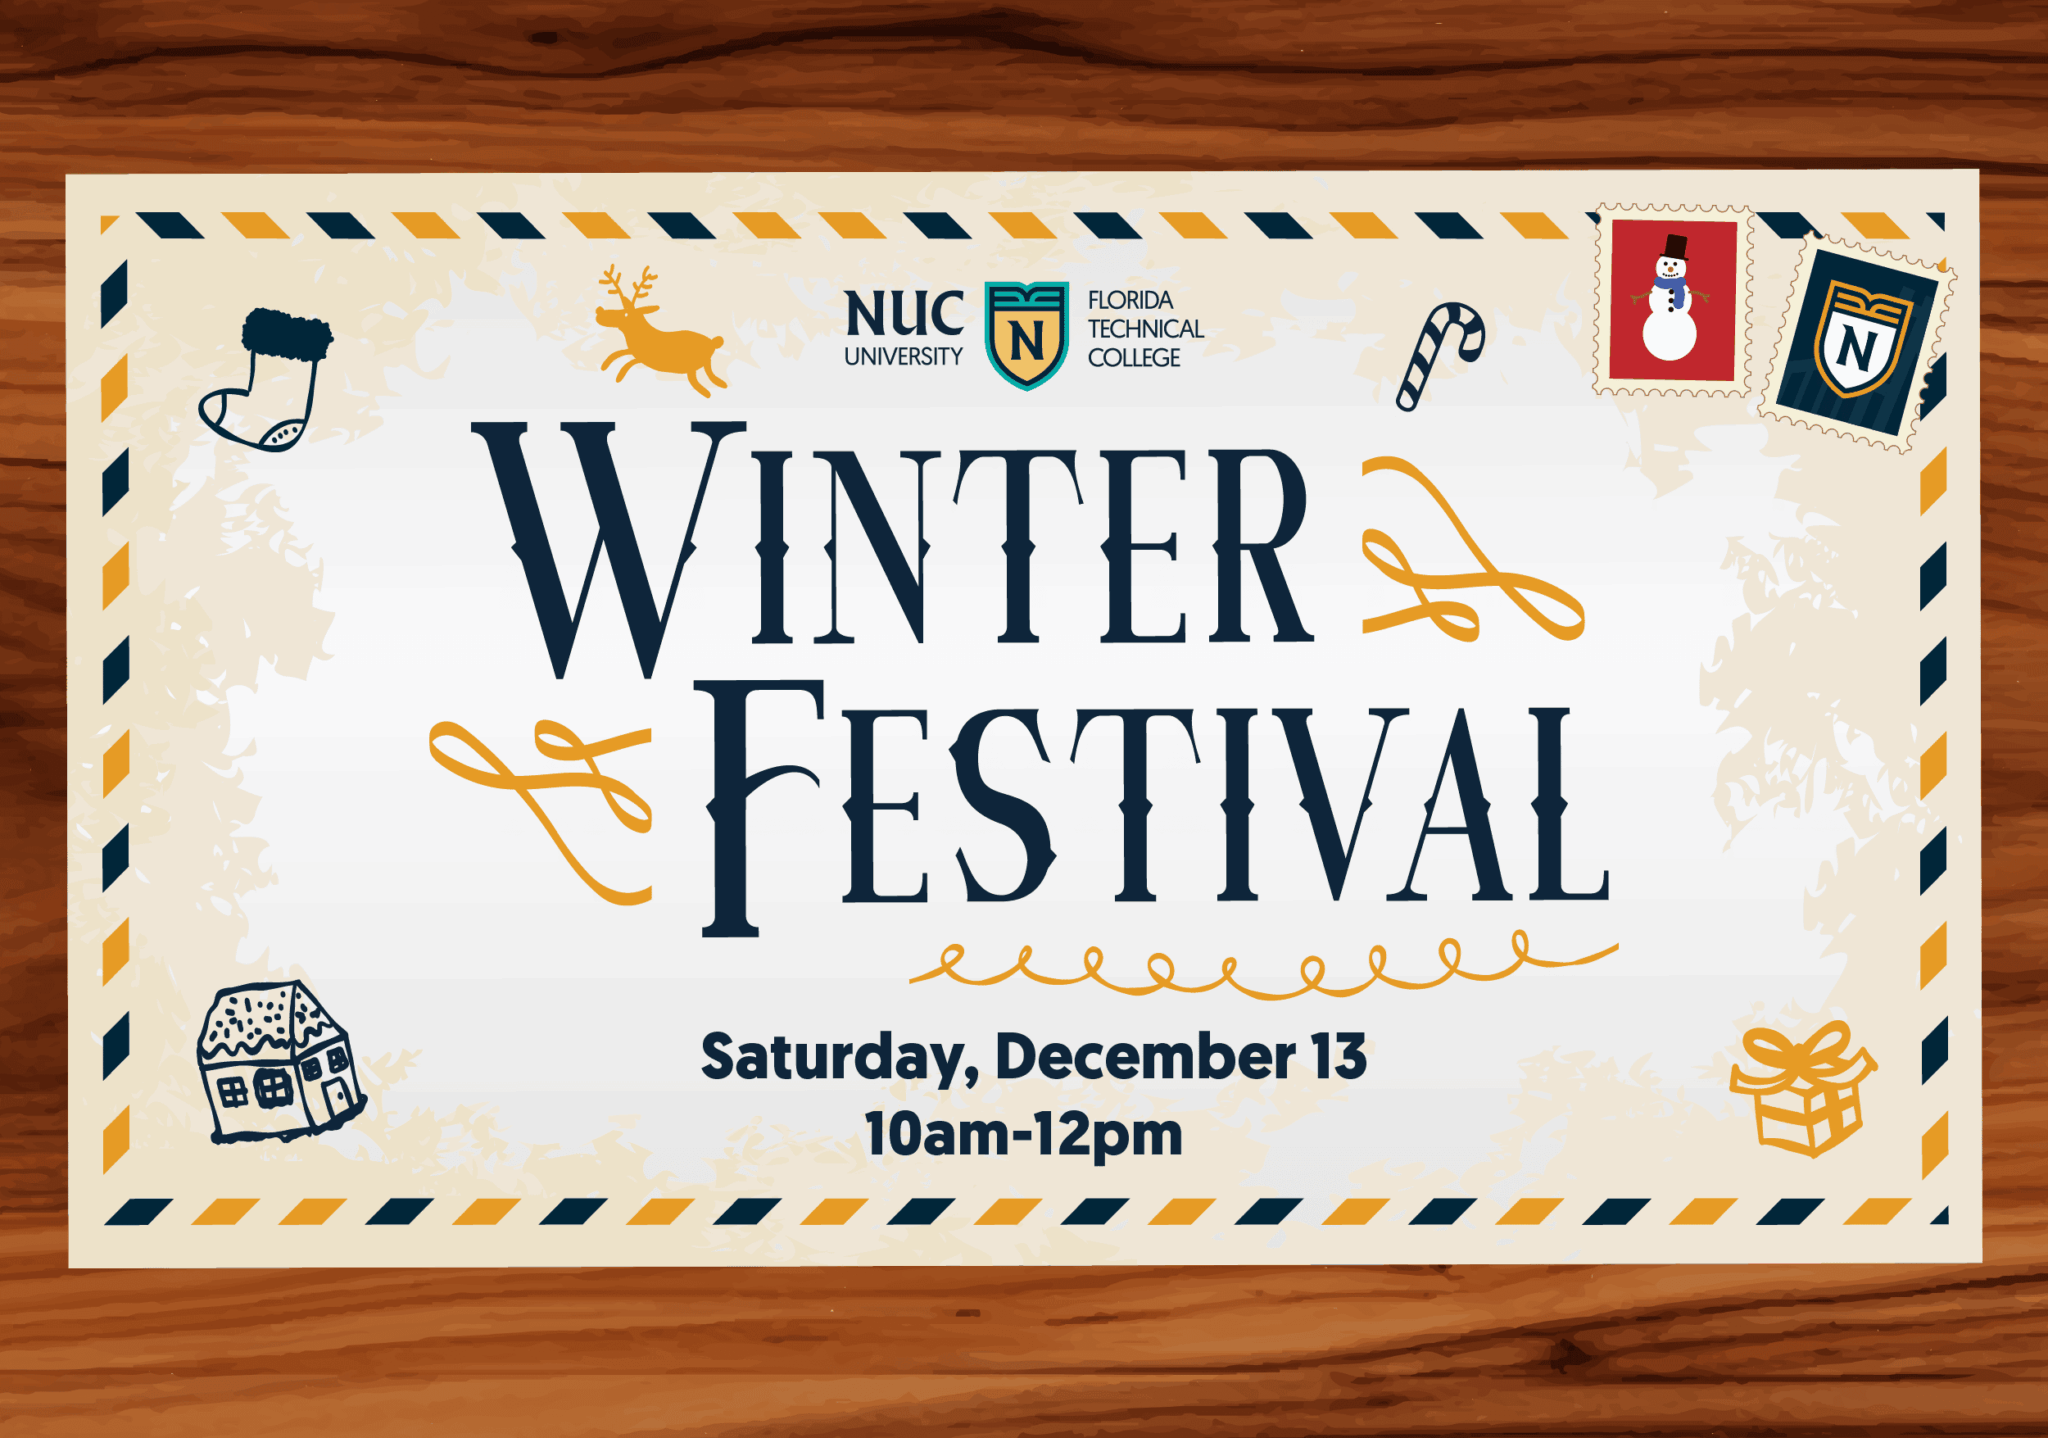 NUC
UNIVERSITY
N
FLORIDA
TECHNICAL
COLLEGE
N
WINTER
FESTIVAL
Saturday, December 13
10am-12pm